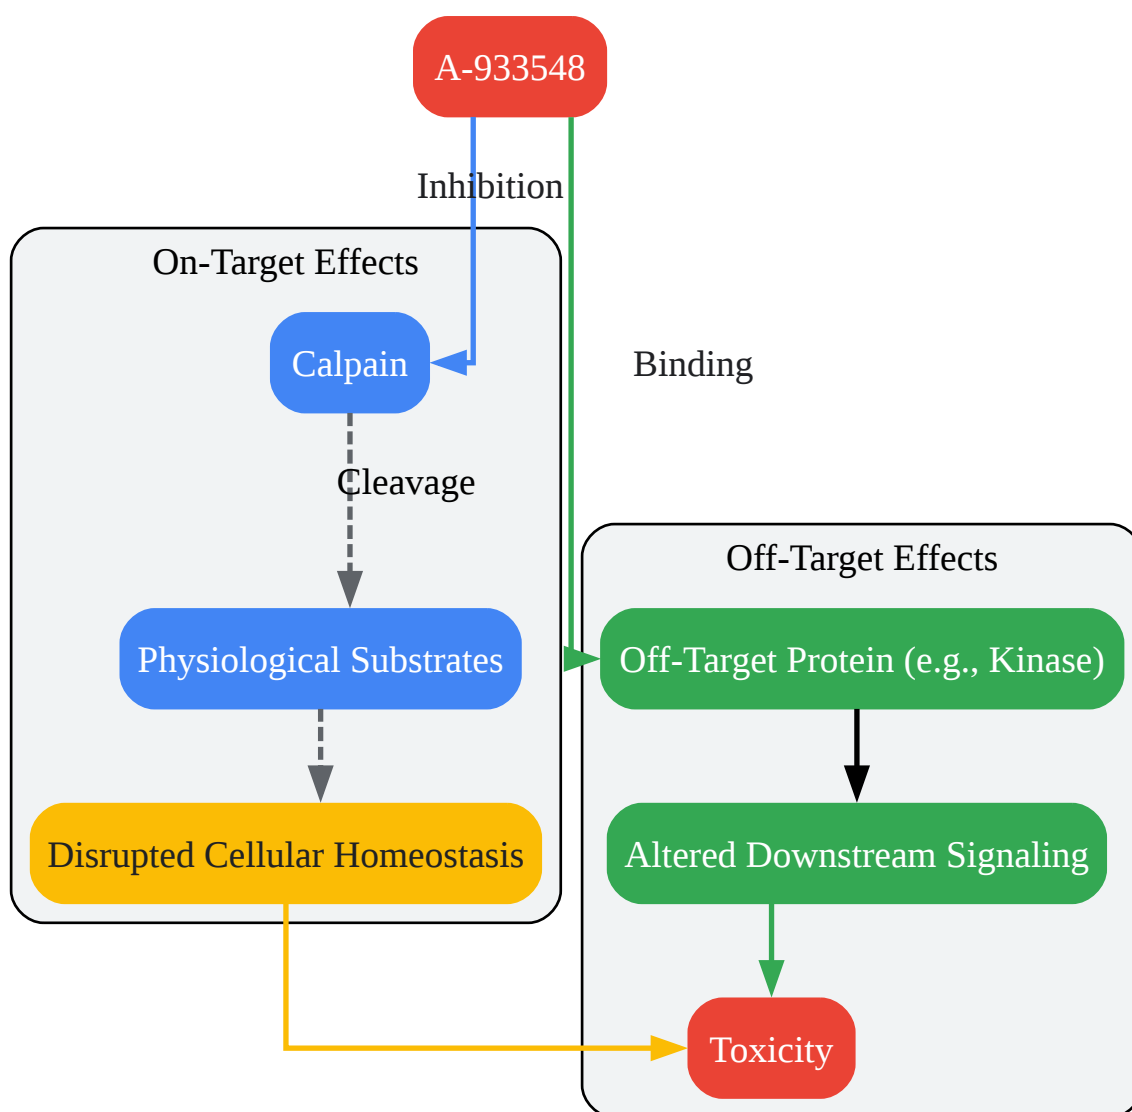 A-933548
Inhibition
On-Target Effects
Calpain
Binding
Cleavage
Off-Target Effects
Physiological Substrates
Off-Target Protein (e.g., Kinase)
Disrupted Cellular Homeostasis
Altered Downstream Signaling
Toxicity